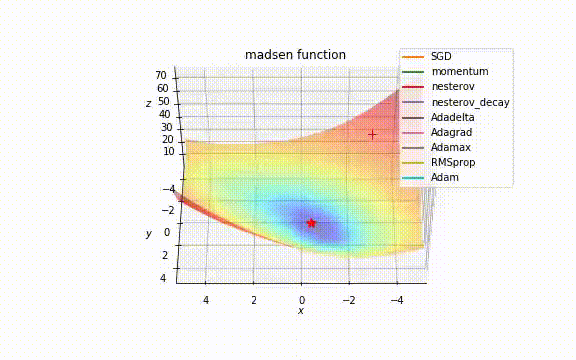 madsen function
SGD
momentum
nesterov
nesterov_decay
Adadelta
Adagrad
Adamax
RMSprop
Adam
z
70
60
50
40
30
20
10
y
−4
−2
0
2
4
4
2
0
−2
−4
x